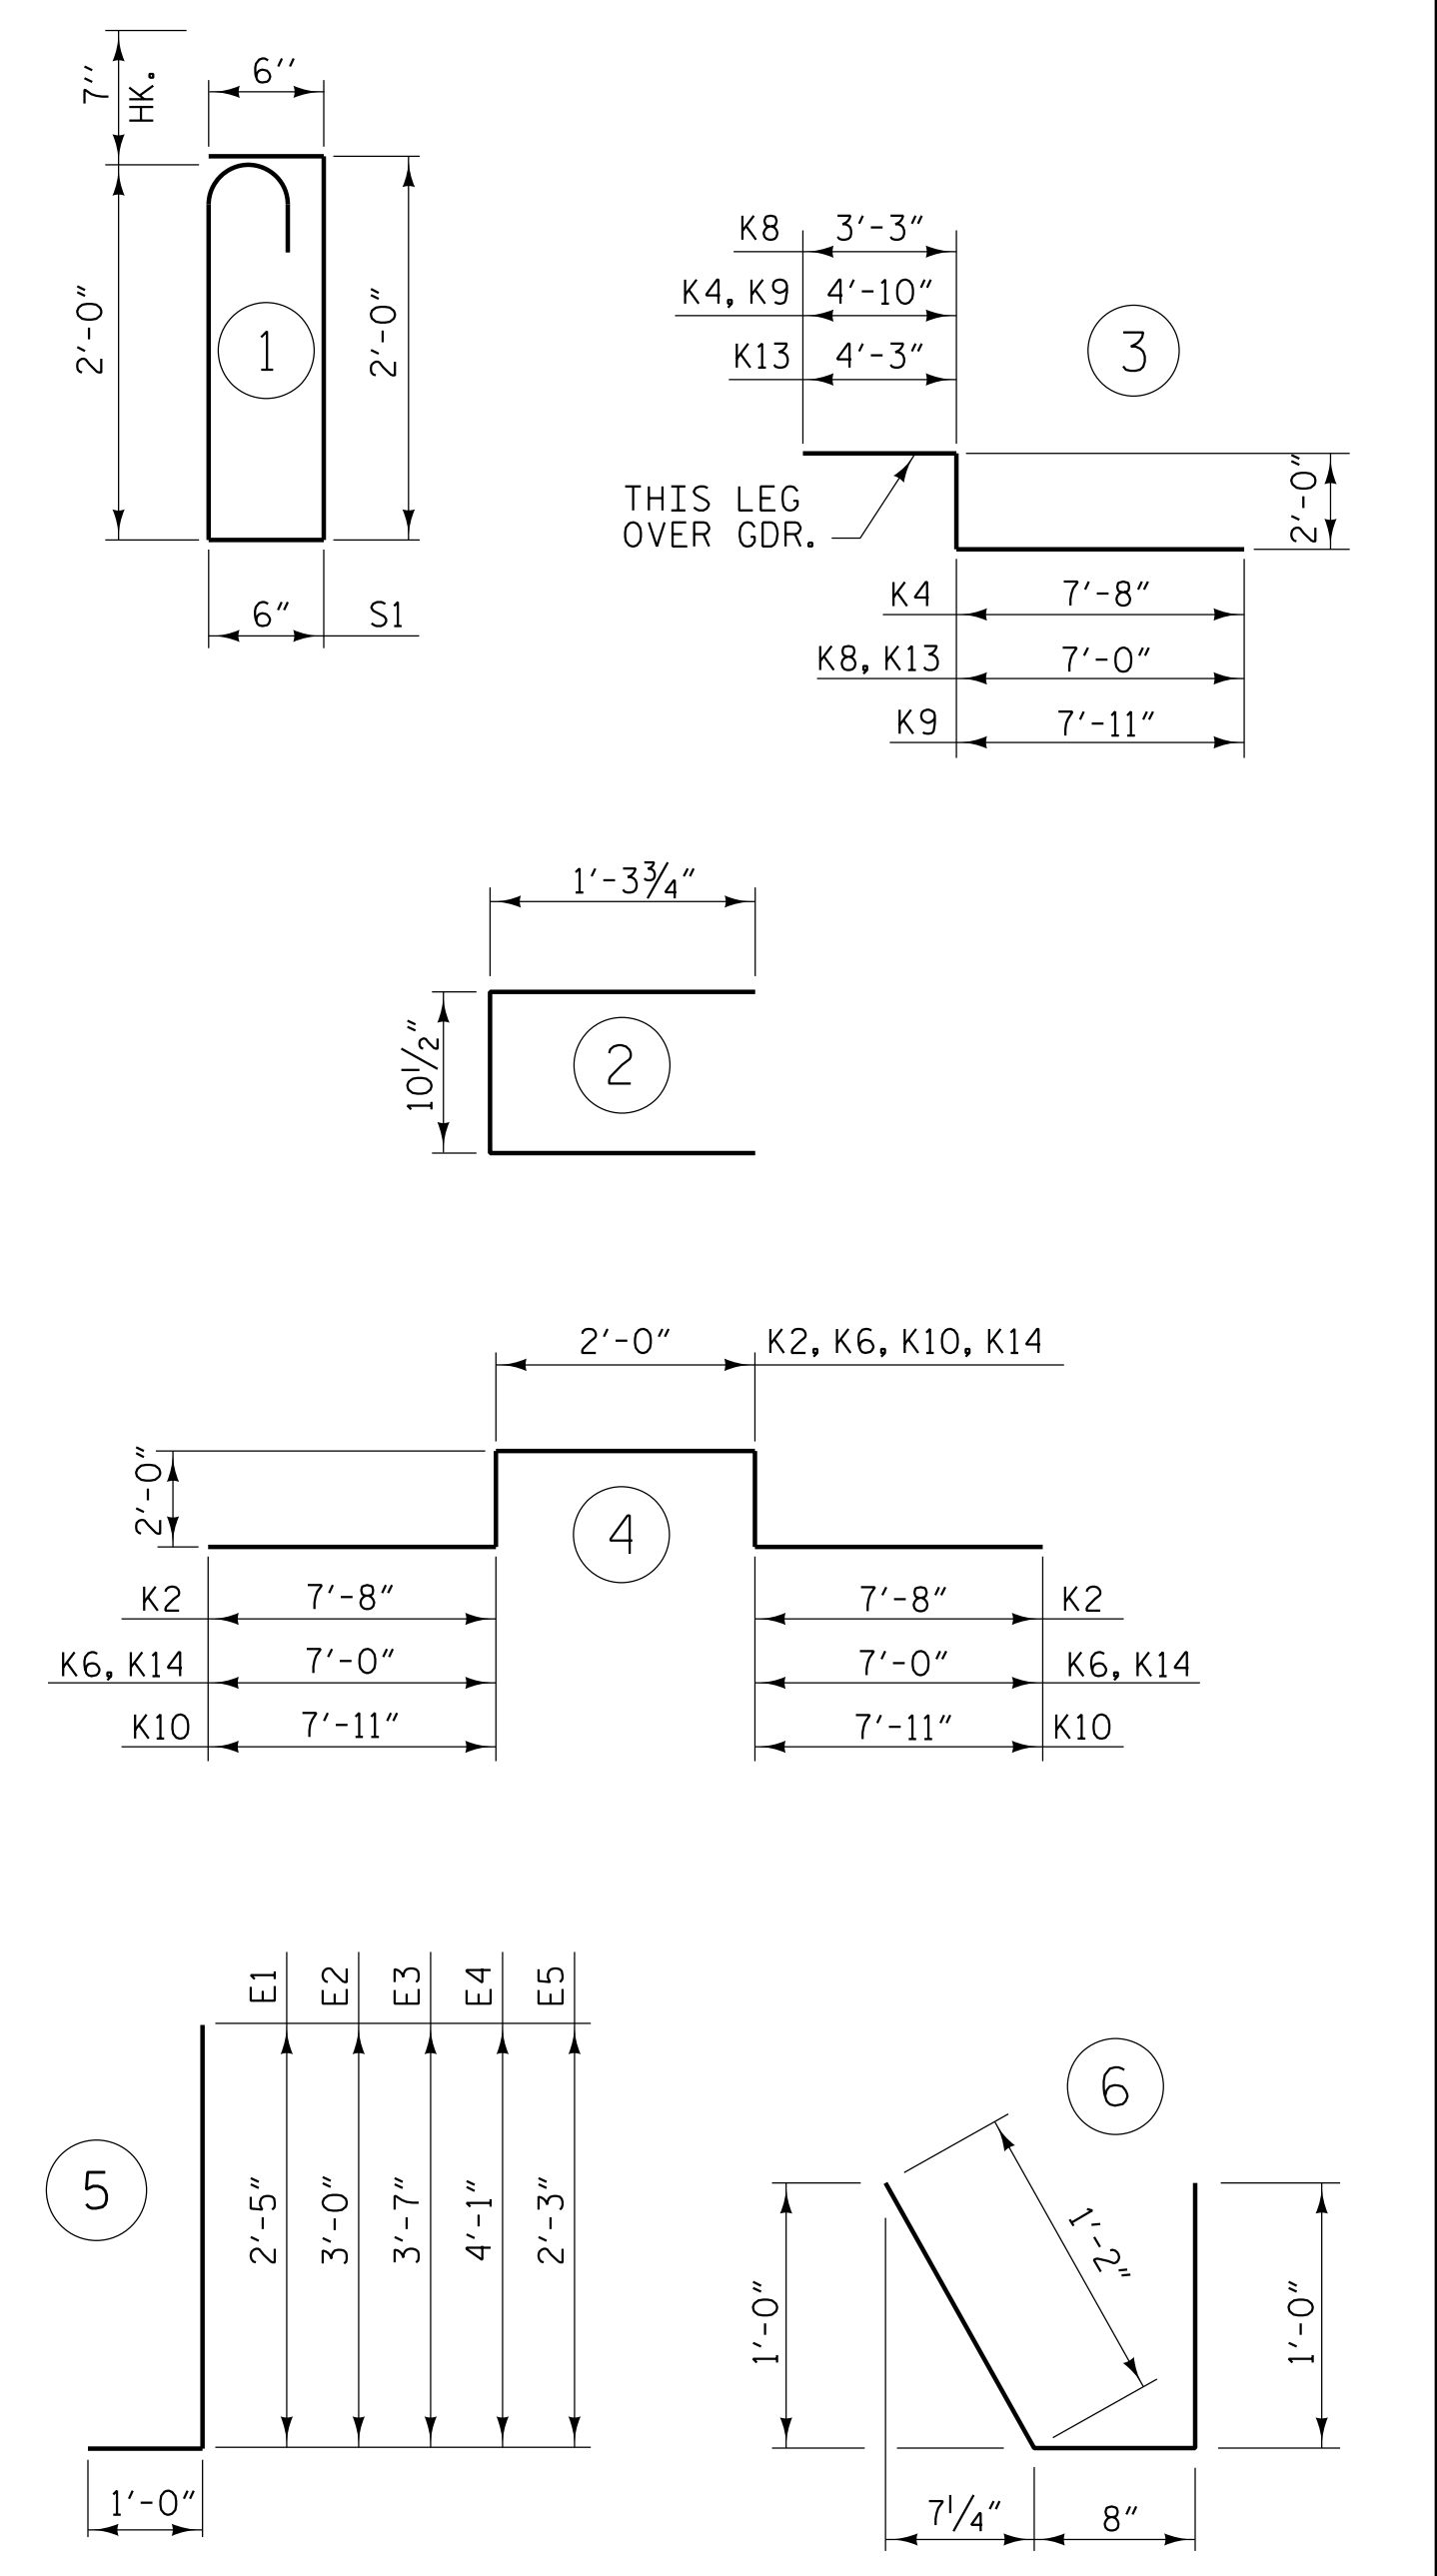 7''
HK.
6''
2'-0"
1
2'-0"
6"
S1
K8 3'-3"
K4, K9 4'-10"
K13 4'-3"
3
THIS LEG
OVER GDR.
2'-0"
K4 7'-8"
K8, K13 7'-0"
K9 7'-11"
1'-3¾"
10½"
2
2'-0" K2, K6, K10, K14
2'-0"
4
K2 7'-8" 7'-8" K2
K6, K14 7'-0" 7'-0" K6, K14
K10 7'-11" 7'-11" K10
E1 E2 E3 E4 E5
5
2'-5" 3'-0" 3'-7" 4'-1" 2'-3"
1'-0"
6
1'-2"
1'-0"
1'-0"
7¼" 8"